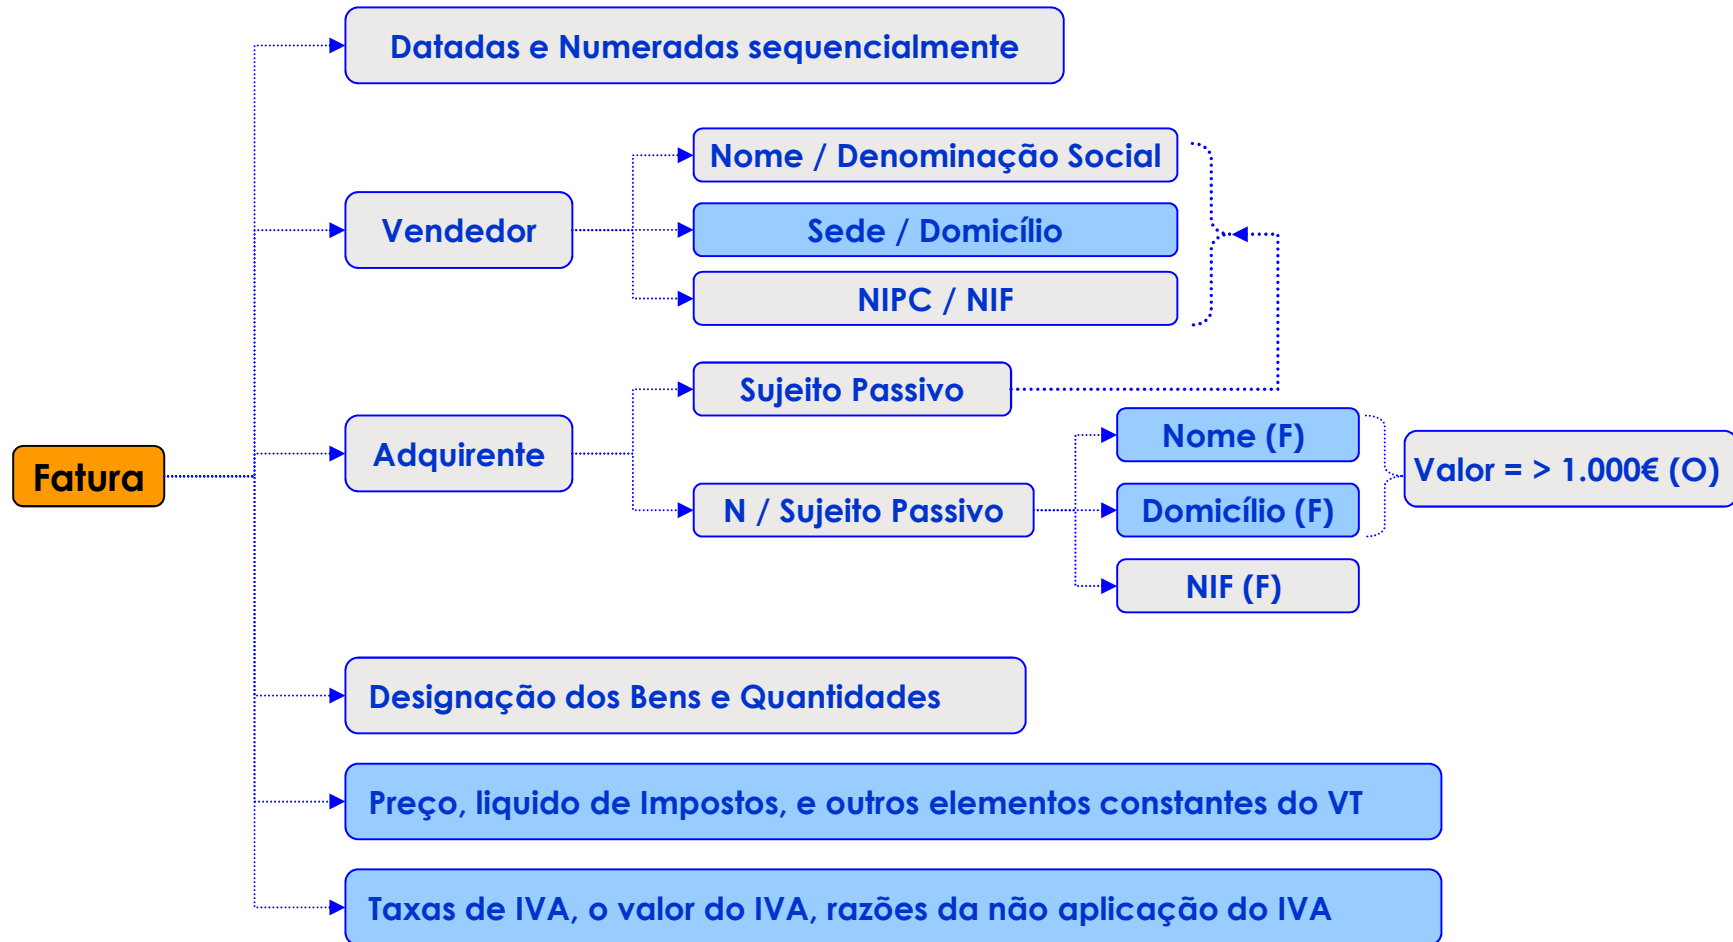 Datadas e Numeradas sequencialmente
Nome / Denominação Social
Vendedor
Sede / Domicílio
NIPC / NIF
Sujeito Passivo
Adquirente
Nome (F)
Valor = > 1.000€ (O)
Fatura
N / Sujeito Passivo
Domicílio (F)
NIF (F)
Designação dos Bens e Quantidades
Preço, liquido de Impostos, e outros elementos constantes do VT
Taxas de IVA, o valor do IVA, razões da não aplicação do IVA